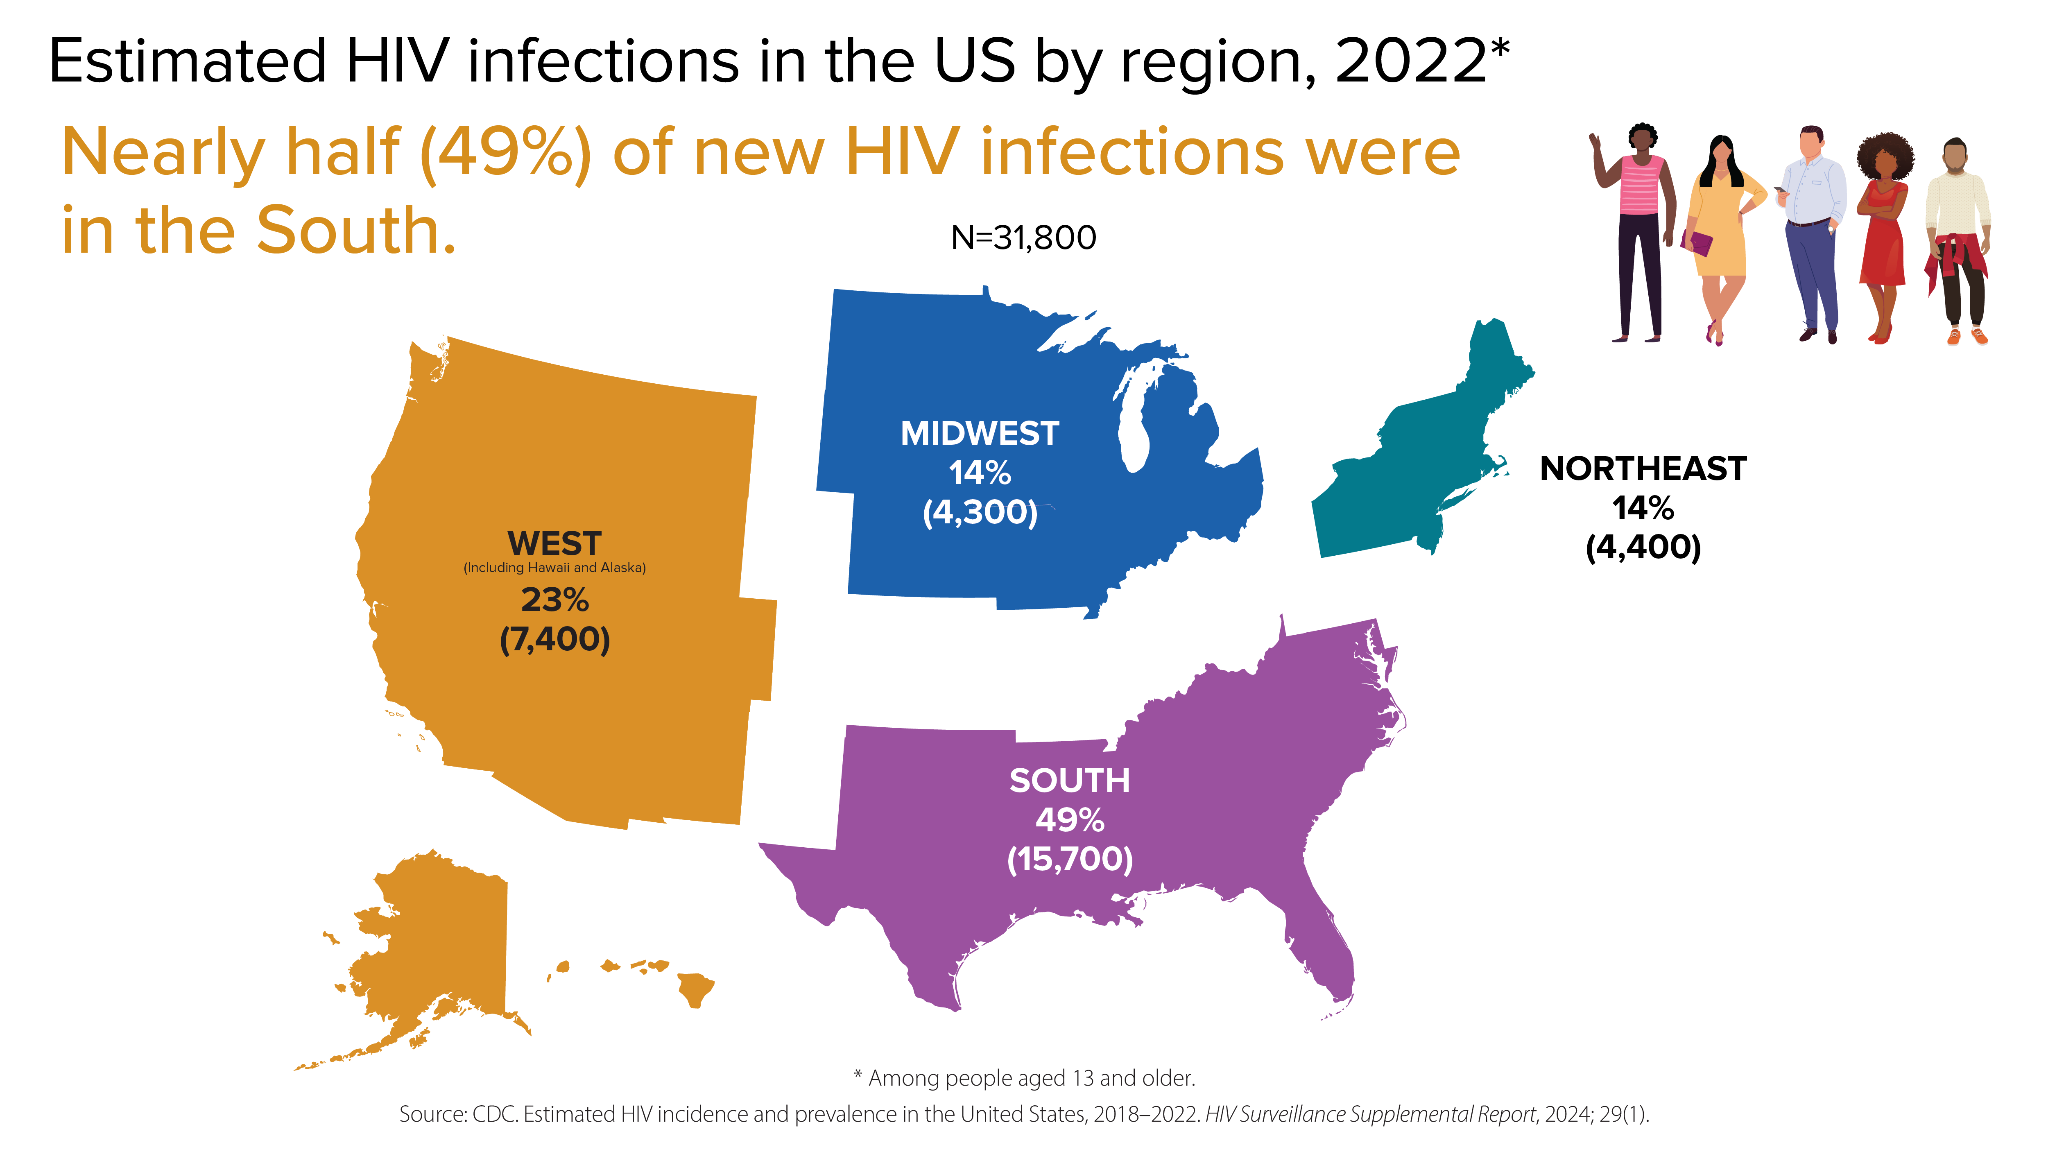 Estimated HIV infections in the US by region, 2022*
Nearly half (49%) of new HIV infections were
in the South.
N=31,800
MIDWEST
14%
(4,300)
NORTHEAST
14%
(4,400)
WEST
(Including Hawaii and Alaska)
23%
(7,400)
SOUTH
49%
(15,700)
* Among people aged 13 and older.
Source: CDC. Estimated HIV incidence and prevalence in the United States, 2018–2022. HIV Surveillance Supplemental Report, 2024; 29(1).